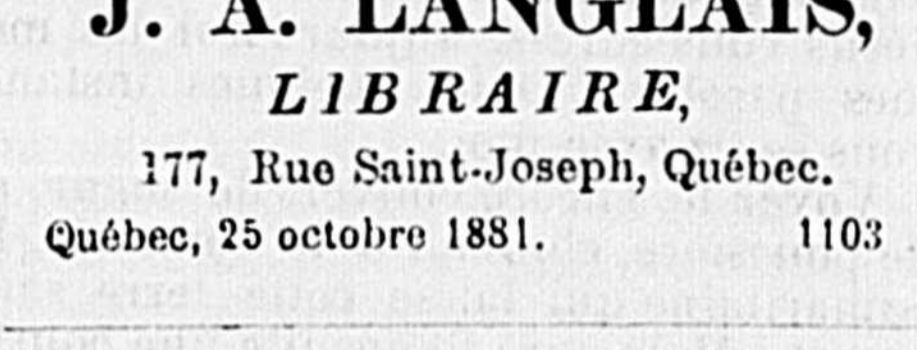 J. A. LANGLAIS,
LIBRAIRE,
177, Rue Saint-Joseph, Québec.
Québec, 25 octobre 1881. 1103